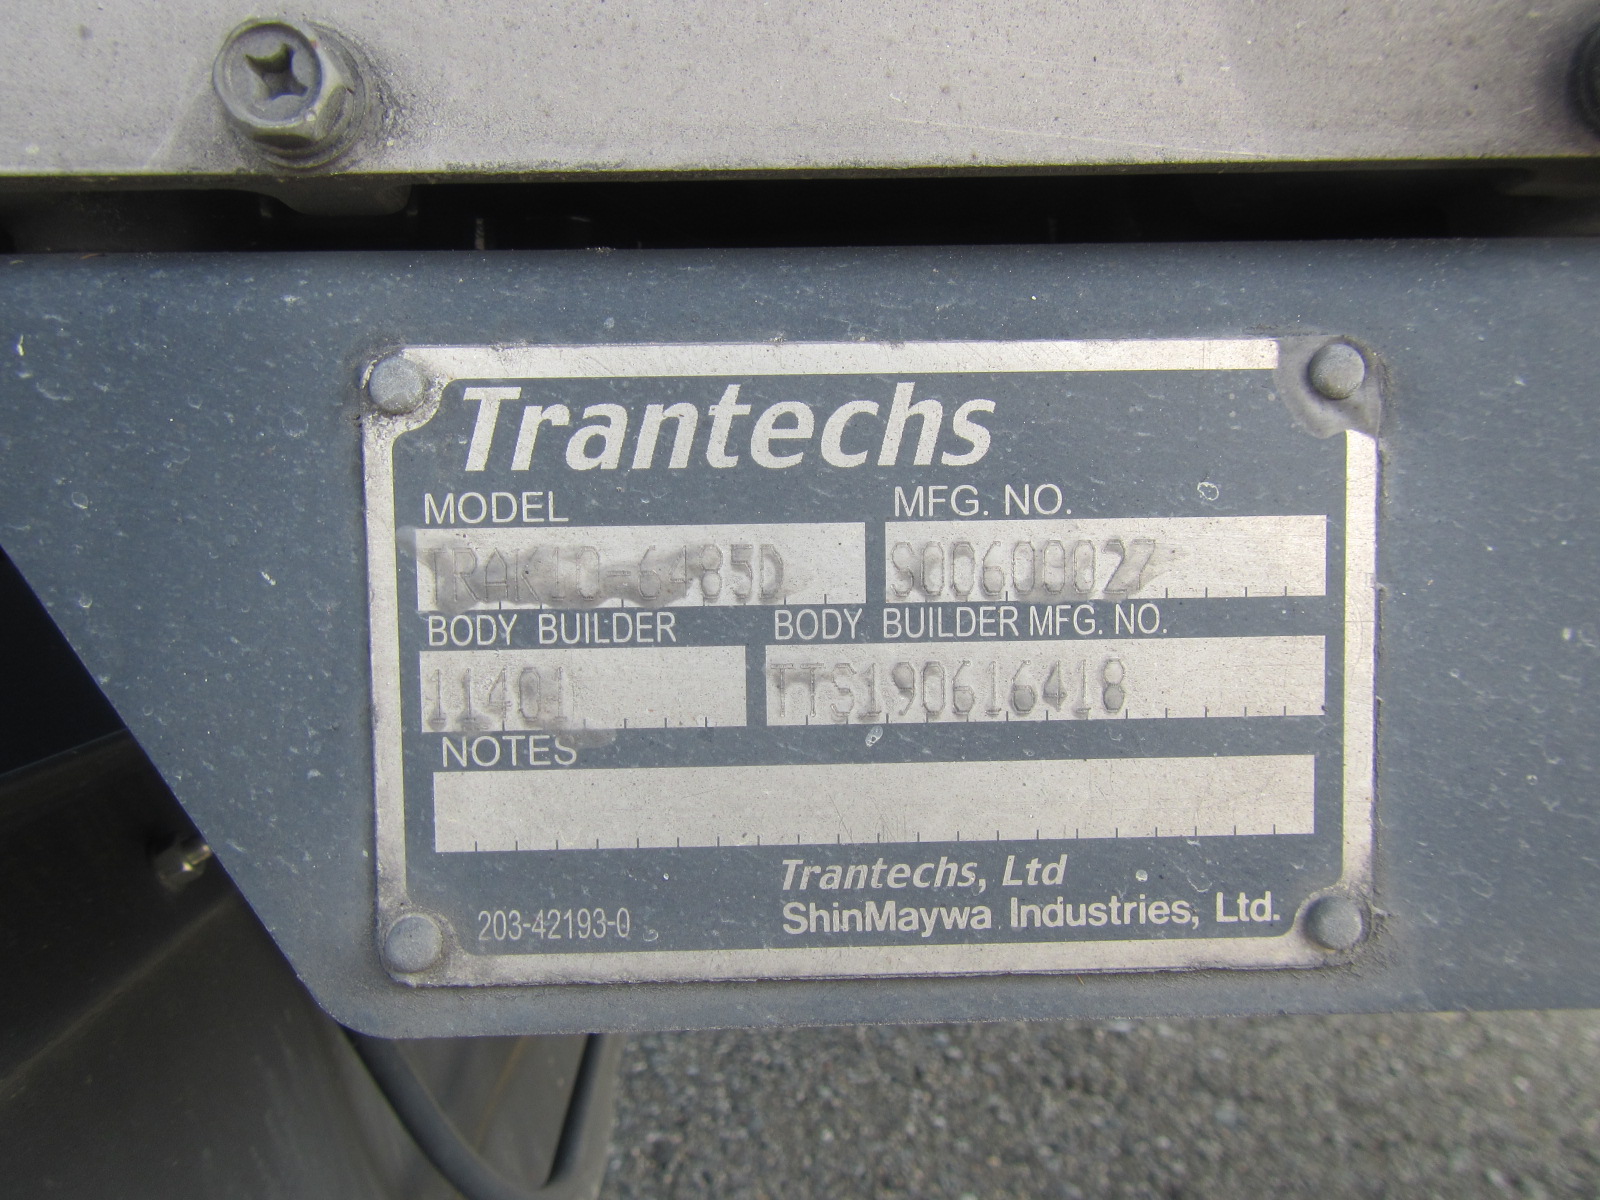 Trantechs
MODEL MFG. NO.
TRAK10-6485D S00600027
BODY BUILDER BODY BUILDER MFG. NO.
11401 TTS190616418
NOTES
Trantechs, Ltd
203-42193-0 ShinMaywa Industries, Ltd.